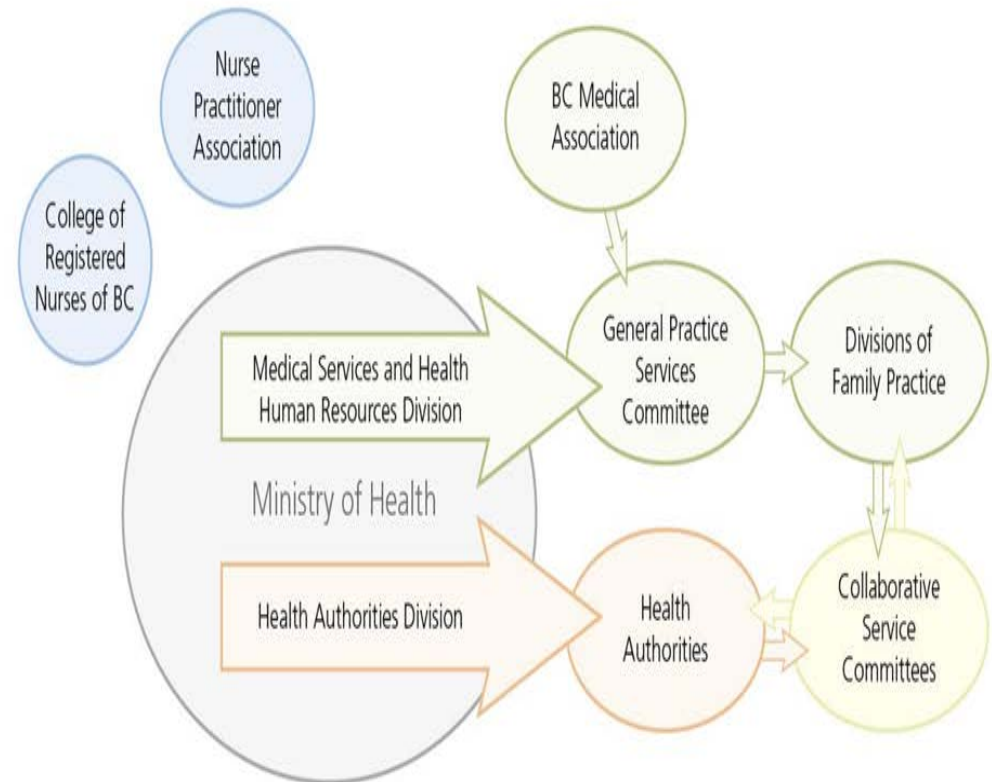 Nurse
Practitioner
Association
BC Medical
Association
College of
Registered
Nurses of BC
Medical Services and Health
Human Resources Division
General Practice
Services
Committee
Divisions of
Family Practice
Ministry of Health
Health Authorities Division
Health
Authorities
Collaborative
Service
Committees